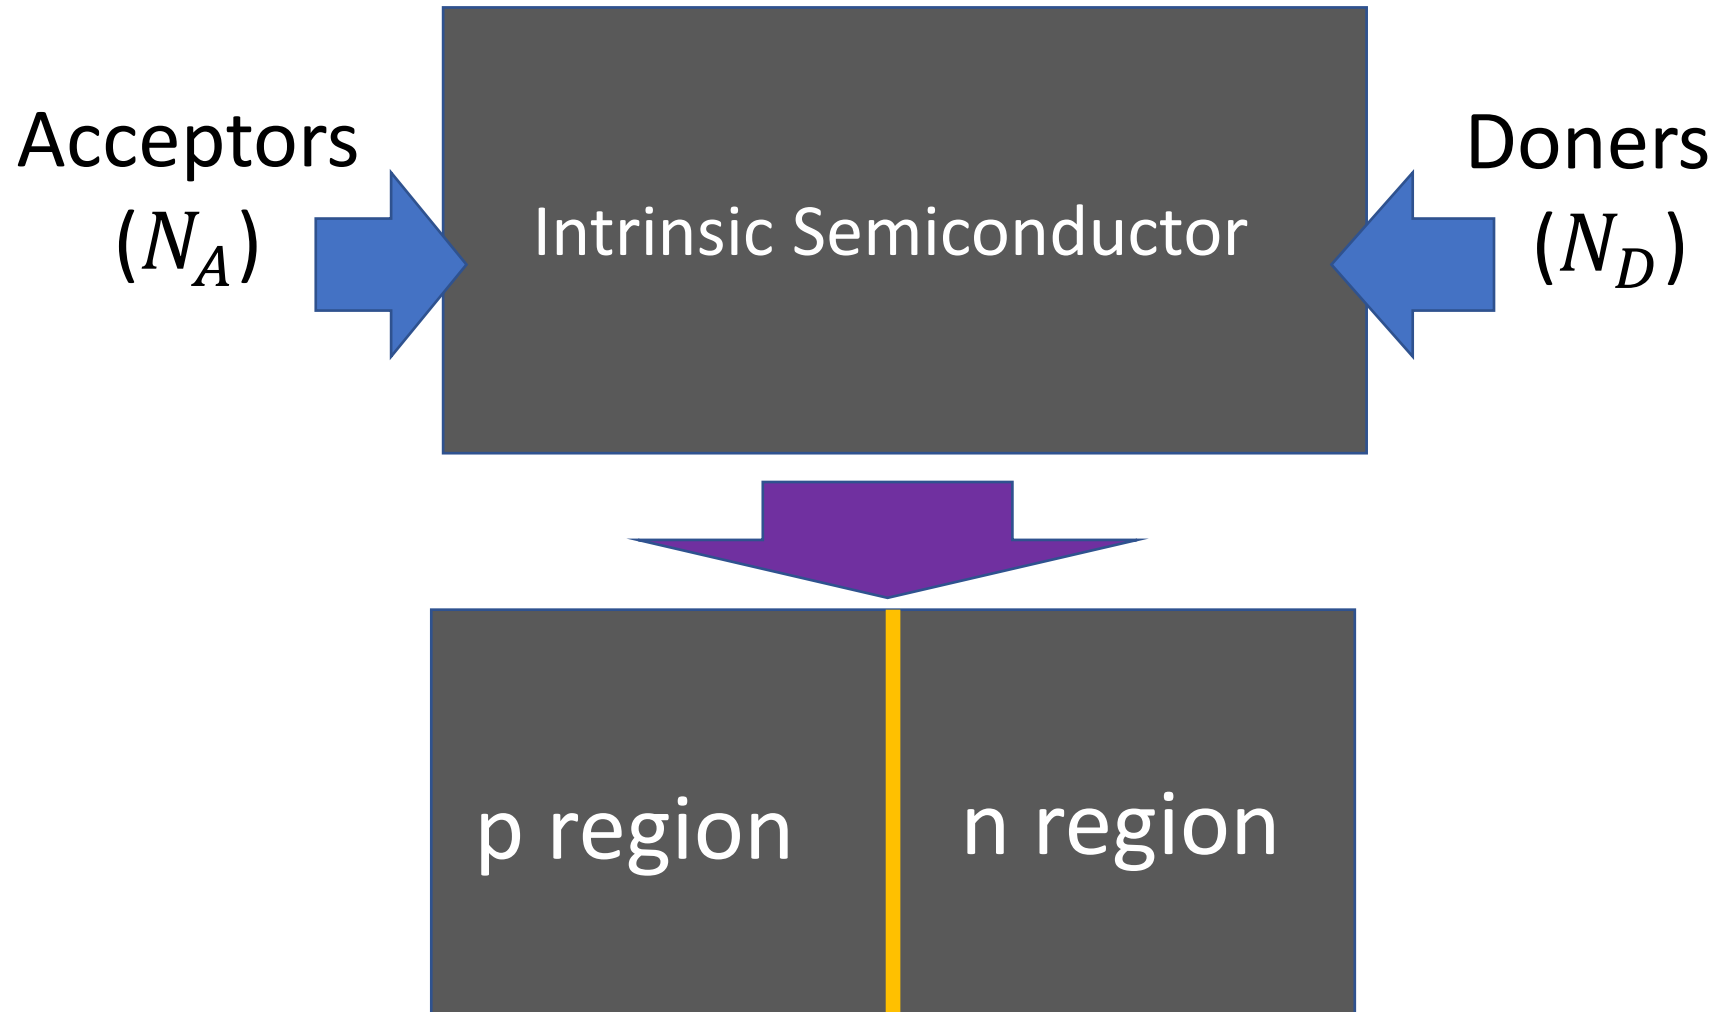 Acceptors
(N_A)
Intrinsic Semiconductor
Doners
(N_D)
p region
n region